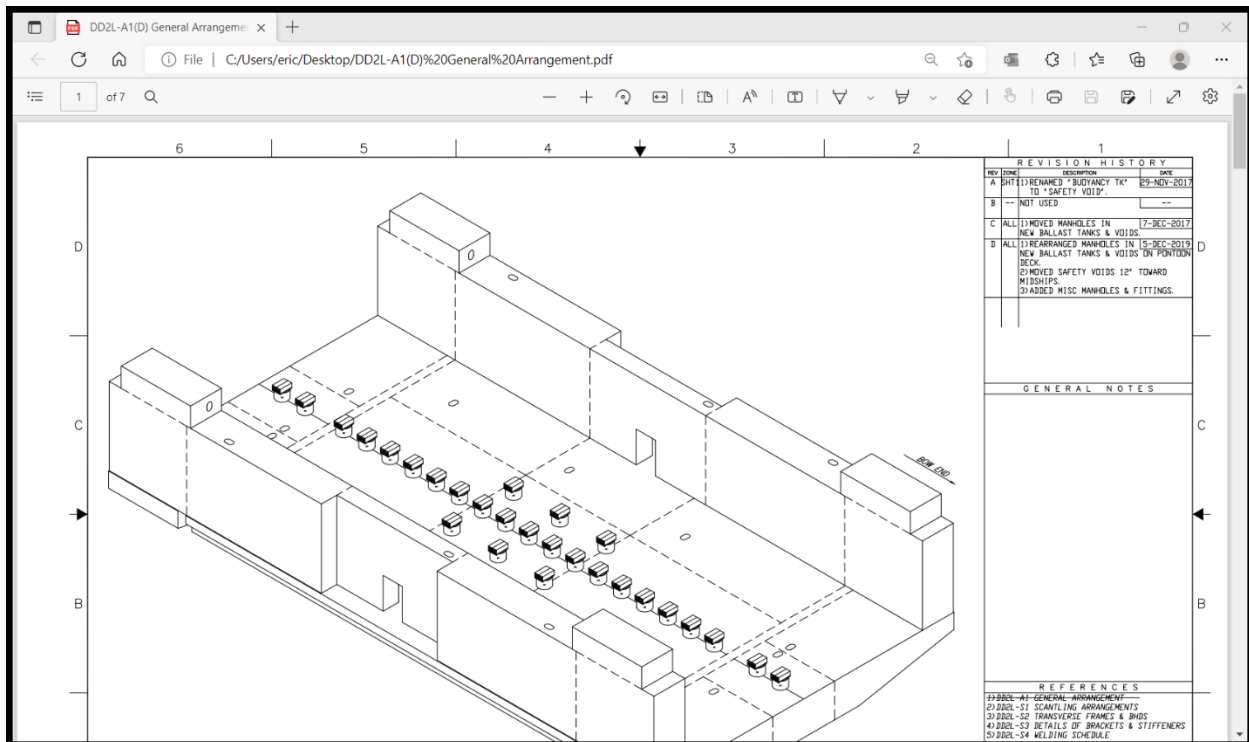 DD2L-A1(D) General Arrangeme
File | C:/Users/eric/Desktop/DD2L-A1(D)%20General%20Arrangement.pdf
1 of 7
6 5 4 3 2 1
REVISION HISTORY
REV ZONE DESCRIPTION DATE
A SHT1 1) RENAMED "BUOYANCY TK" 29-NOV-2017
TO "SAFETY VOID".
B -- NOT USED --
C ALL 1) MOVED MANHOLES IN 7-DEC-2017
NEW BALLAST TANKS & VOIDS.
D ALL 1) REARRANGED MANHOLES IN 5-DEC-2019
NEW BALLAST TANKS & VOIDS ON PONTOON
DECK.
2) MOVED SAFETY VOIDS 12" TOWARD
MIDSHIPS.
3) ADDED MISC MANHOLES & FITTINGS.
D D
GENERAL NOTES
C C
BOW END
B B
REFERENCES
1) DD2L-A1 GENERAL ARRANGEMENT
2) DD2L-S1 SCANTLING ARRANGEMENTS
3) DD2L-S2 TRANSVERSE FRAMES & BHDS
4) DD2L-S3 DETAILS OF BRACKETS & STIFFENERS
5) DD2L-S4 WELDING SCHEDULE